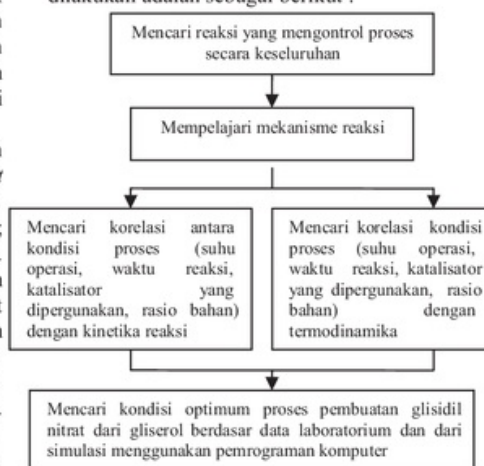 dilakukan adalah sebagai berikut :
Mencari reaksi yang mengontrol proses
secara keseluruhan
Mempelajari mekanisme reaksi
Mencari korelasi antara
kondisi proses (suhu
operasi, waktu reaksi,
katalisator yang
dipergunakan, rasio bahan)
dengan kinetika reaksi
Mencari korelasi kondisi
proses (suhu operasi,
waktu reaksi, katalisator
yang dipergunakan, rasio
bahan) dengan
termodinamika
Mencari kondisi optimum proses pembuatan glisidil
nitrat dari gliserol berdasar data laboratorium dan dari
simulasi menggunakan pemrograman komputer